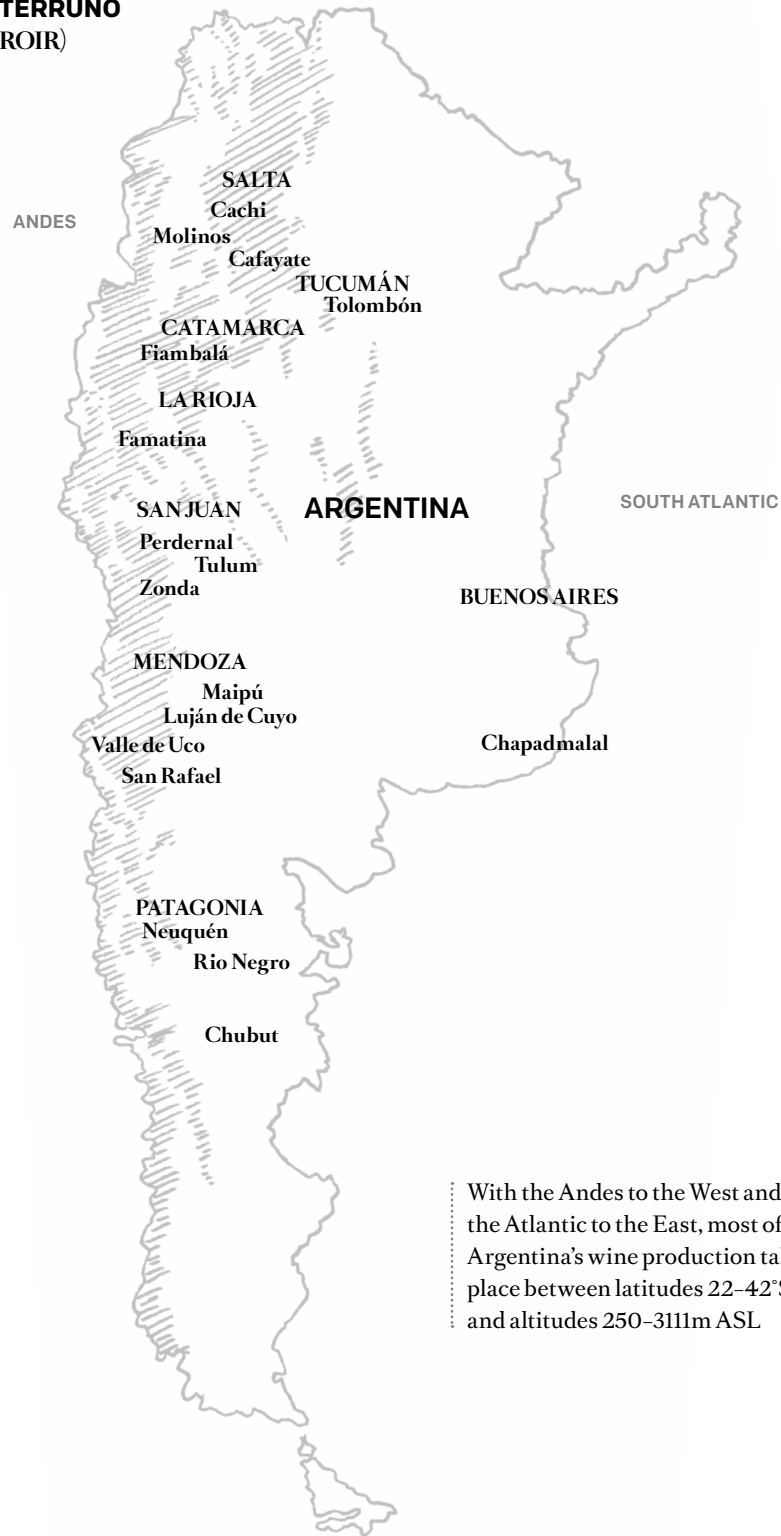 TERRUNO
ROIR)
ANDES
SALTA
Cachi
Molinos
Cafayate
TUCUMÁN
Tolombón
CATAMARCA
Fiambalá
LA RIOJA
Famatina
SAN JUAN
ARGENTINA
SOUTH ATLANTIC
Perdernal
Tulum
Zonda
BUENOS AIRES
MENDOZA
Maipú
Luján de Cuyo
Valle de Uco
Chapadmalal
San Rafael
PATAGONIA
Neuquén
Rio Negro
Chubut
With the Andes to the West and
the Atlantic to the East, most of
Argentina’s wine production ta
place between latitudes 22–42°S
and altitudes 250–3111m ASL